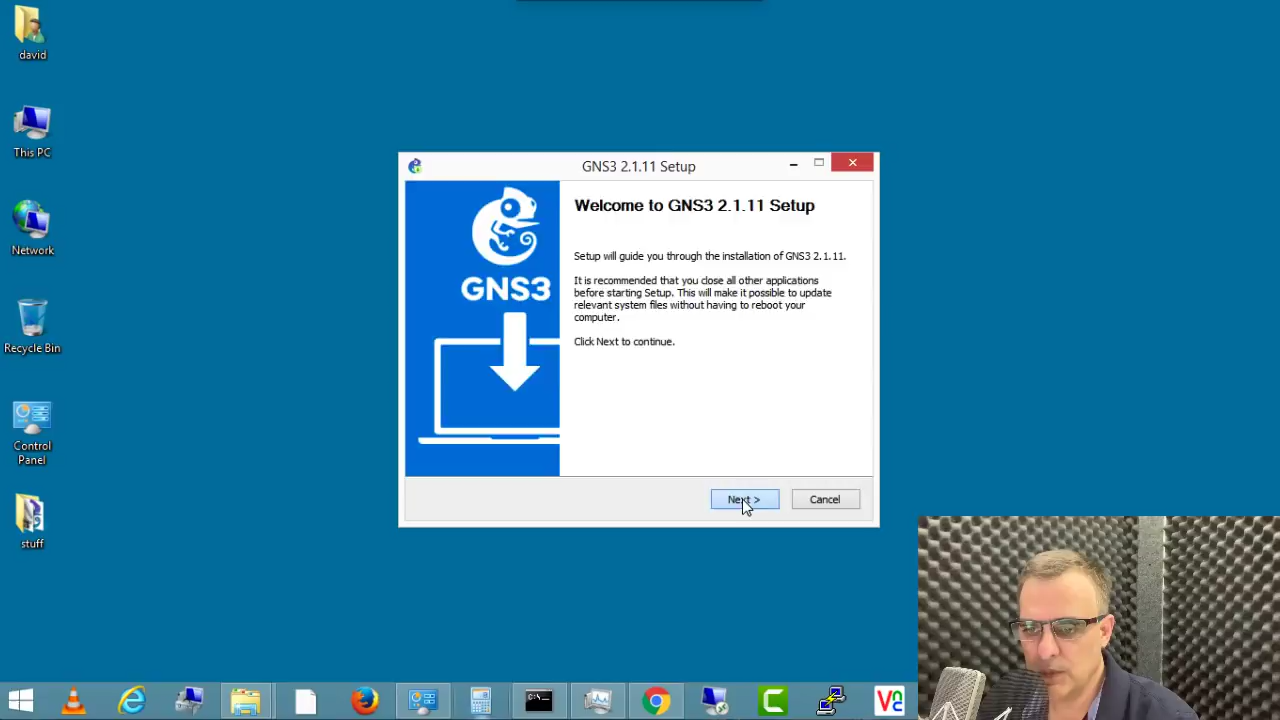 david
This PC
Network
Recycle Bin
Control
Panel
stuff
GNS3 2.1.11 Setup
GNS3
Welcome to GNS3 2.1.11 Setup
Setup will guide you through the installation of GNS3 2.1.11.
It is recommended that you close all other applications
before starting Setup. This will make it possible to update
relevant system files without having to reboot your
computer.
Click Next to continue.
Next >
Cancel